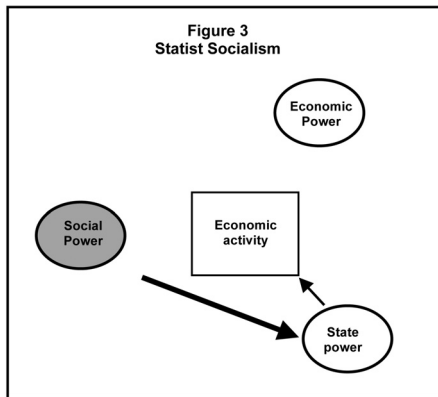 Figure 3
Statist Socialism
Economic
Power
Social
Power
Economic
activity
State
power